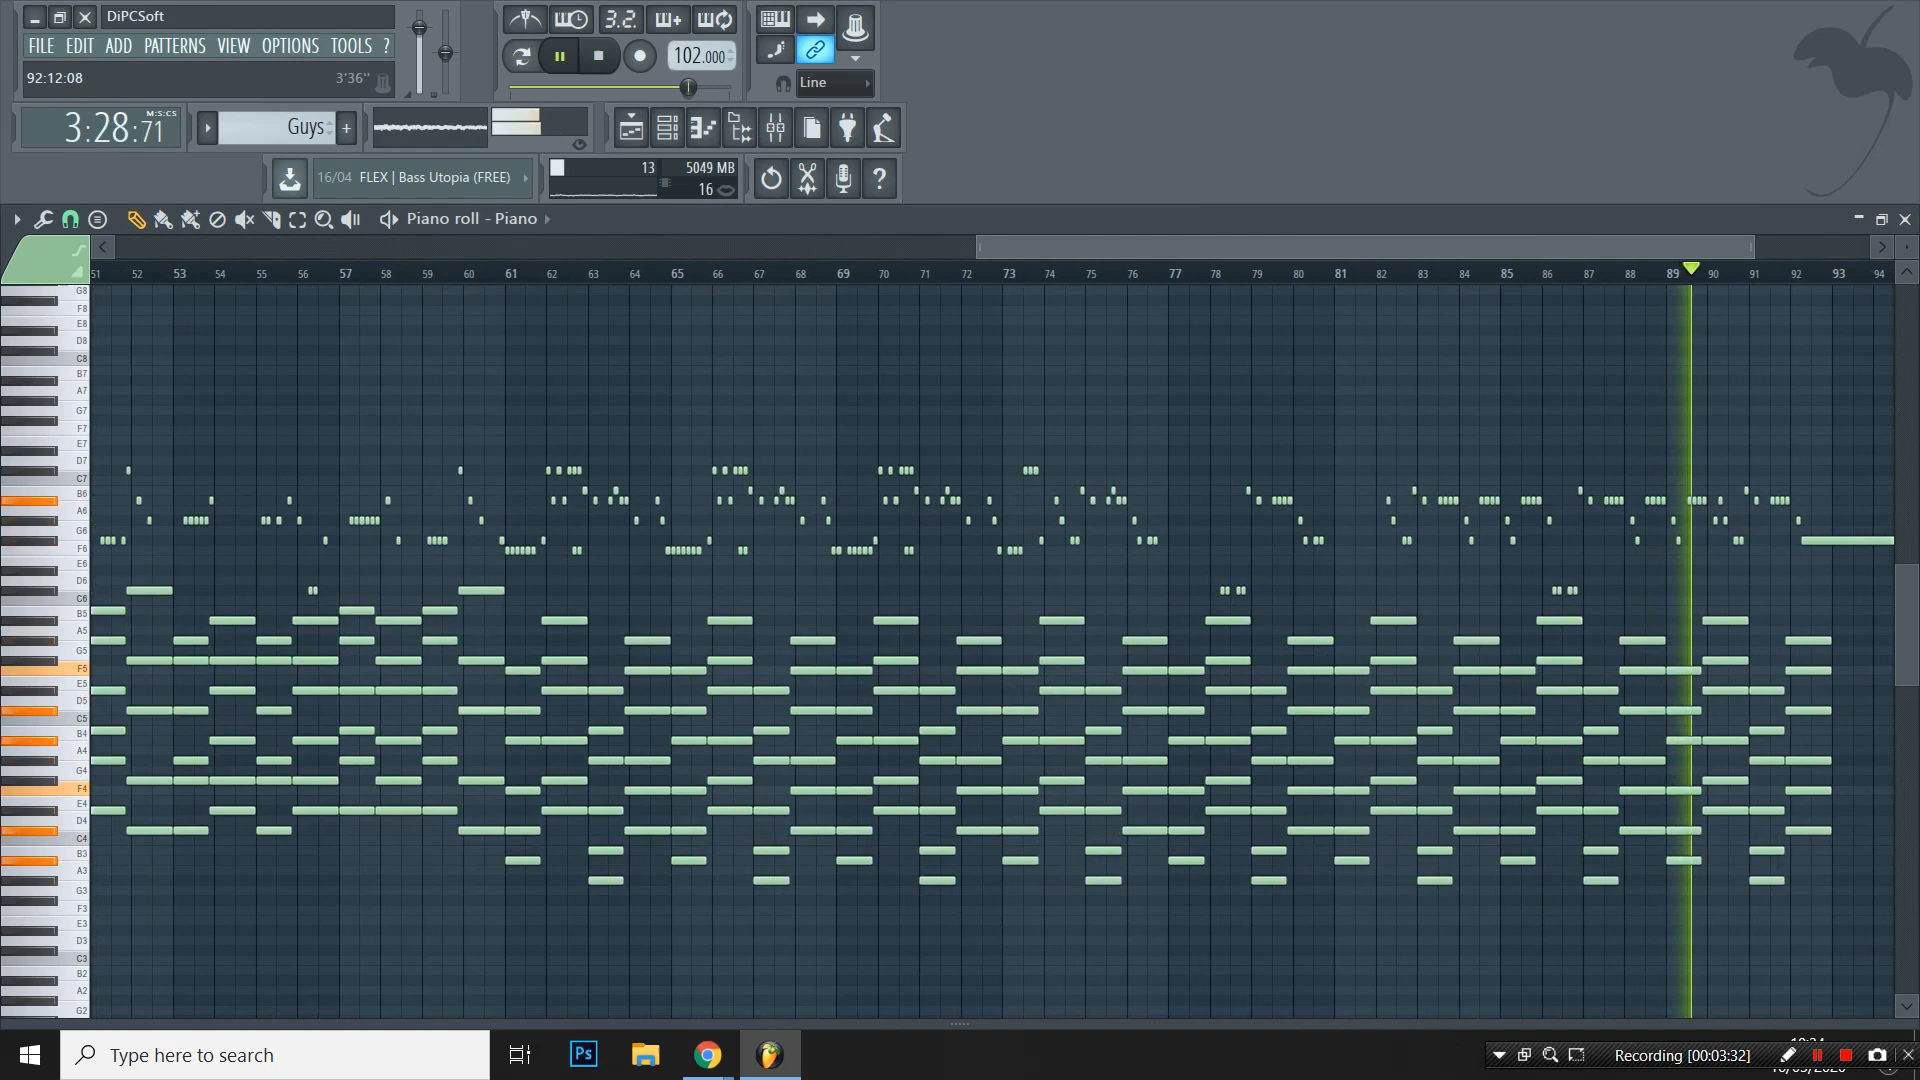 DiPCSoft
FILE EDIT ADD PATTERNS VIEW OPTIONS TOOLS ?
92:12:08 3'36''
3.2.
102.000
Line
M:S:CS
3:28:71
Guys +
16/04 FLEX | Bass Utopia (FREE)
13 5049 MB
16
?
Piano roll - Piano
51 52 53 54 55 56 57 58 59 60 61 62 63 64 65 66 67 68 69 70 71 72 73 74 75 76 77 78 79 80 81 82 83 84 85 86 87 88 89 90 91 92 93 94
G8
F8
E8
D8
C8
B7
A7
G7
F7
E7
D7
C7
B6
A6
G6
F6
E6
D6
C6
B5
A5
G5
F5
E5
D5
C5
B4
A4
G4
F4
E4
D4
C4
B3
A3
G3
F3
E3
D3
C3
B2
A2
G2
Type here to search
Ps
Recording [00:03:32]